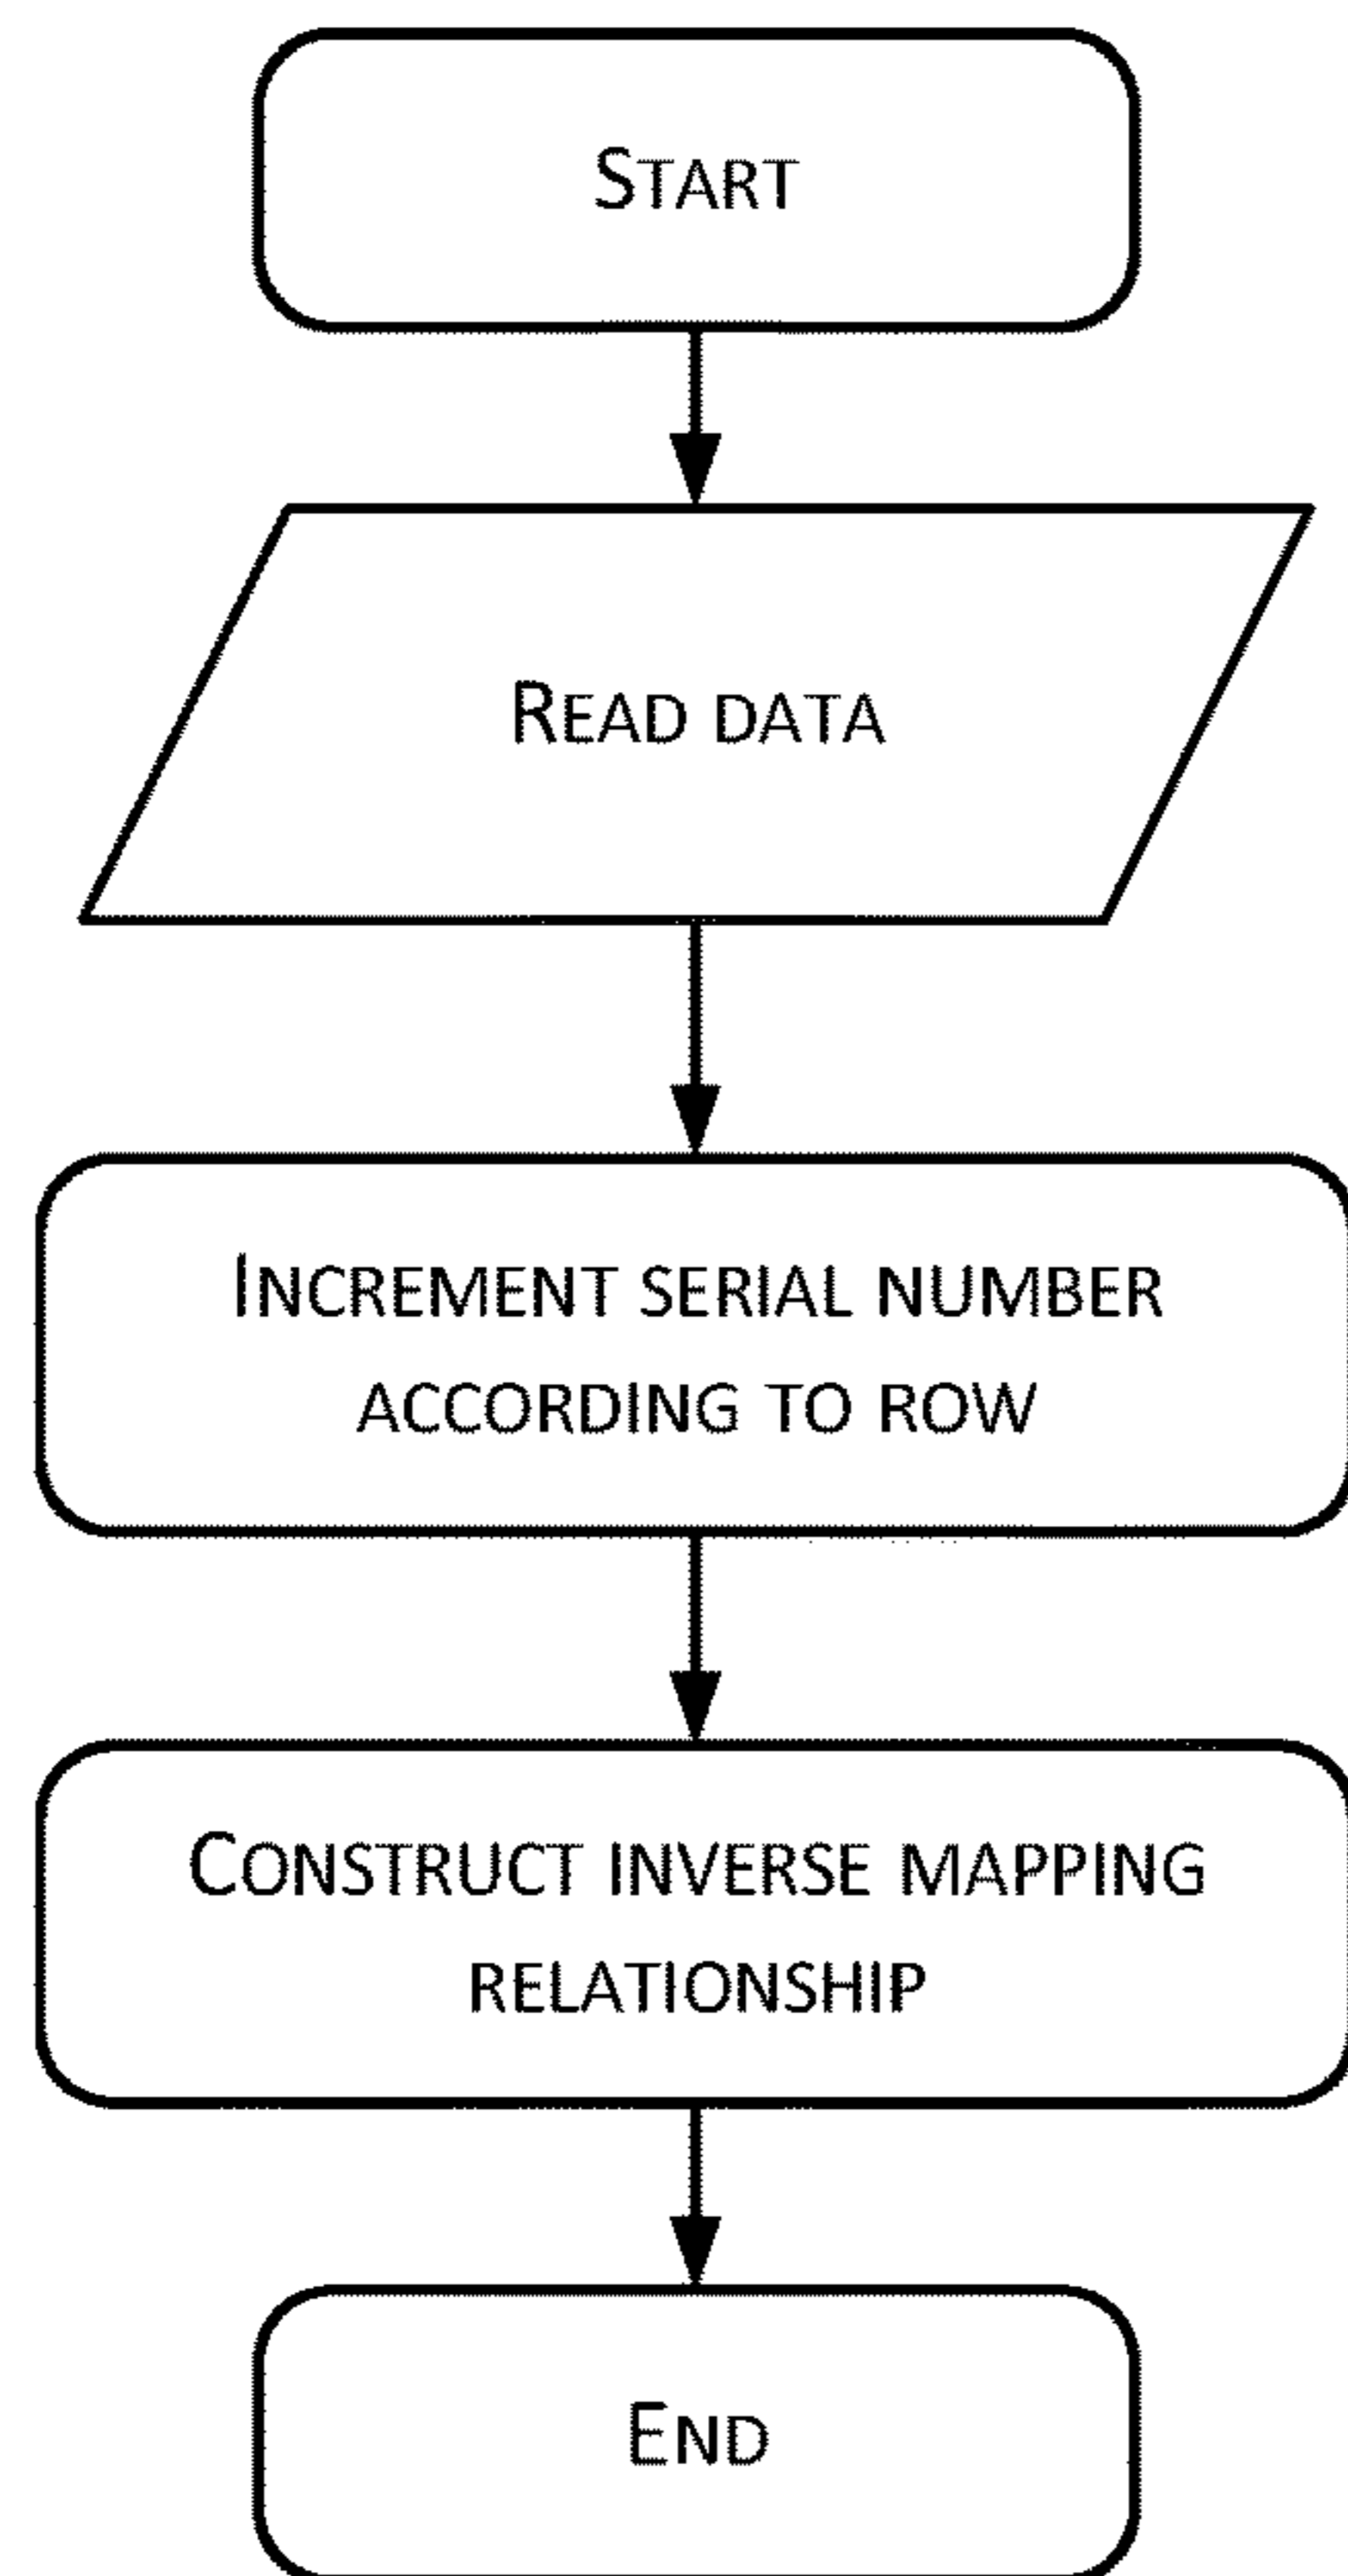 START
READ DATA
INCREMENT SERIAL NUMBER
ACCORDING TO ROW
CONSTRUCT INVERSE MAPPING
RELATIONSHIP
END